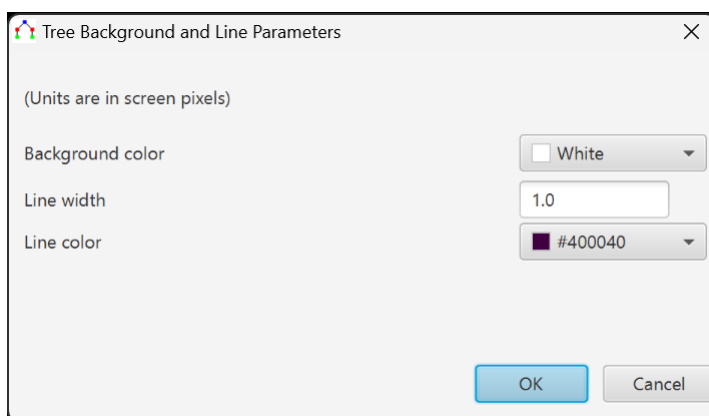 Tree Background and Line Parameters
(Units are in screen pixels)
Background color White
Line width 1.0
Line color #400040
OK Cancel